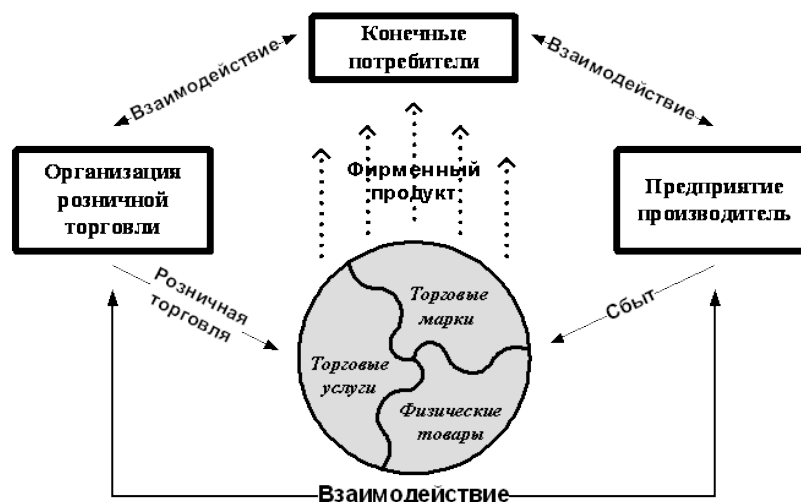 Конечные
потребители
Взаимодействие
Взаимодействие
Организация
розничной
торговли
Фирменный
продукт
Предприятие
производитель
Розничная
торговля
Сбыт
Торговые
марки
Торговые
услуги
Физические
товары
Взаимодействие